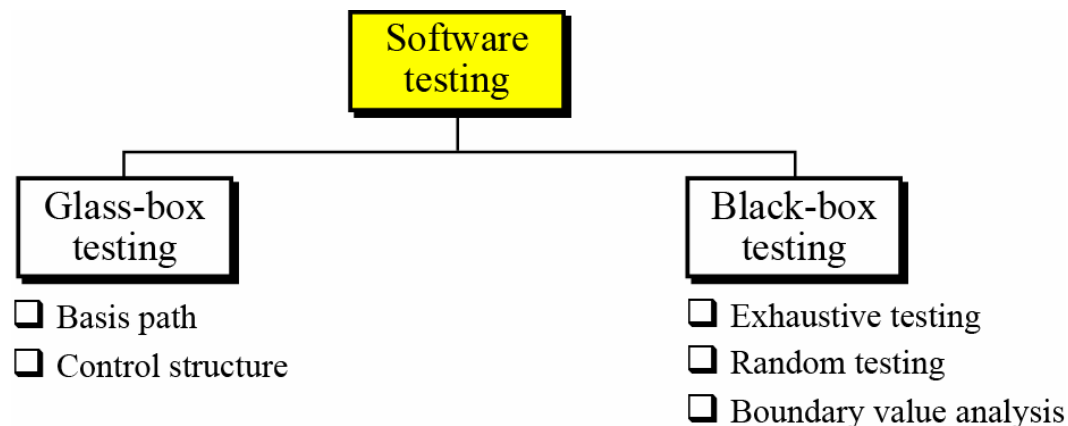 Software
testing
Glass-box
testing
Black-box
testing
Basis path
Control structure
Exhaustive testing
Random testing
Boundary value analysis